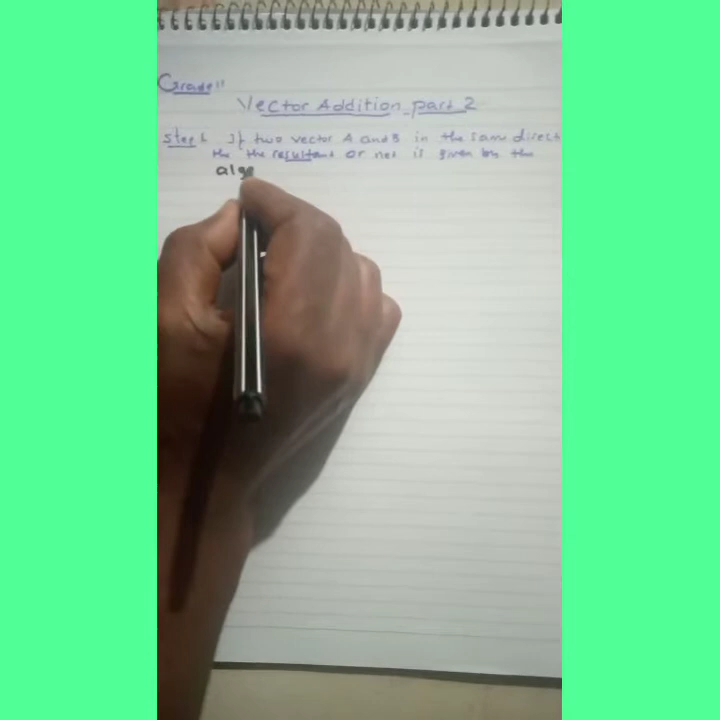 Grade 11
Vector Addition part 2
Step 1 If two vector A and B in the same direct
the the resultant or net is given by the
alge